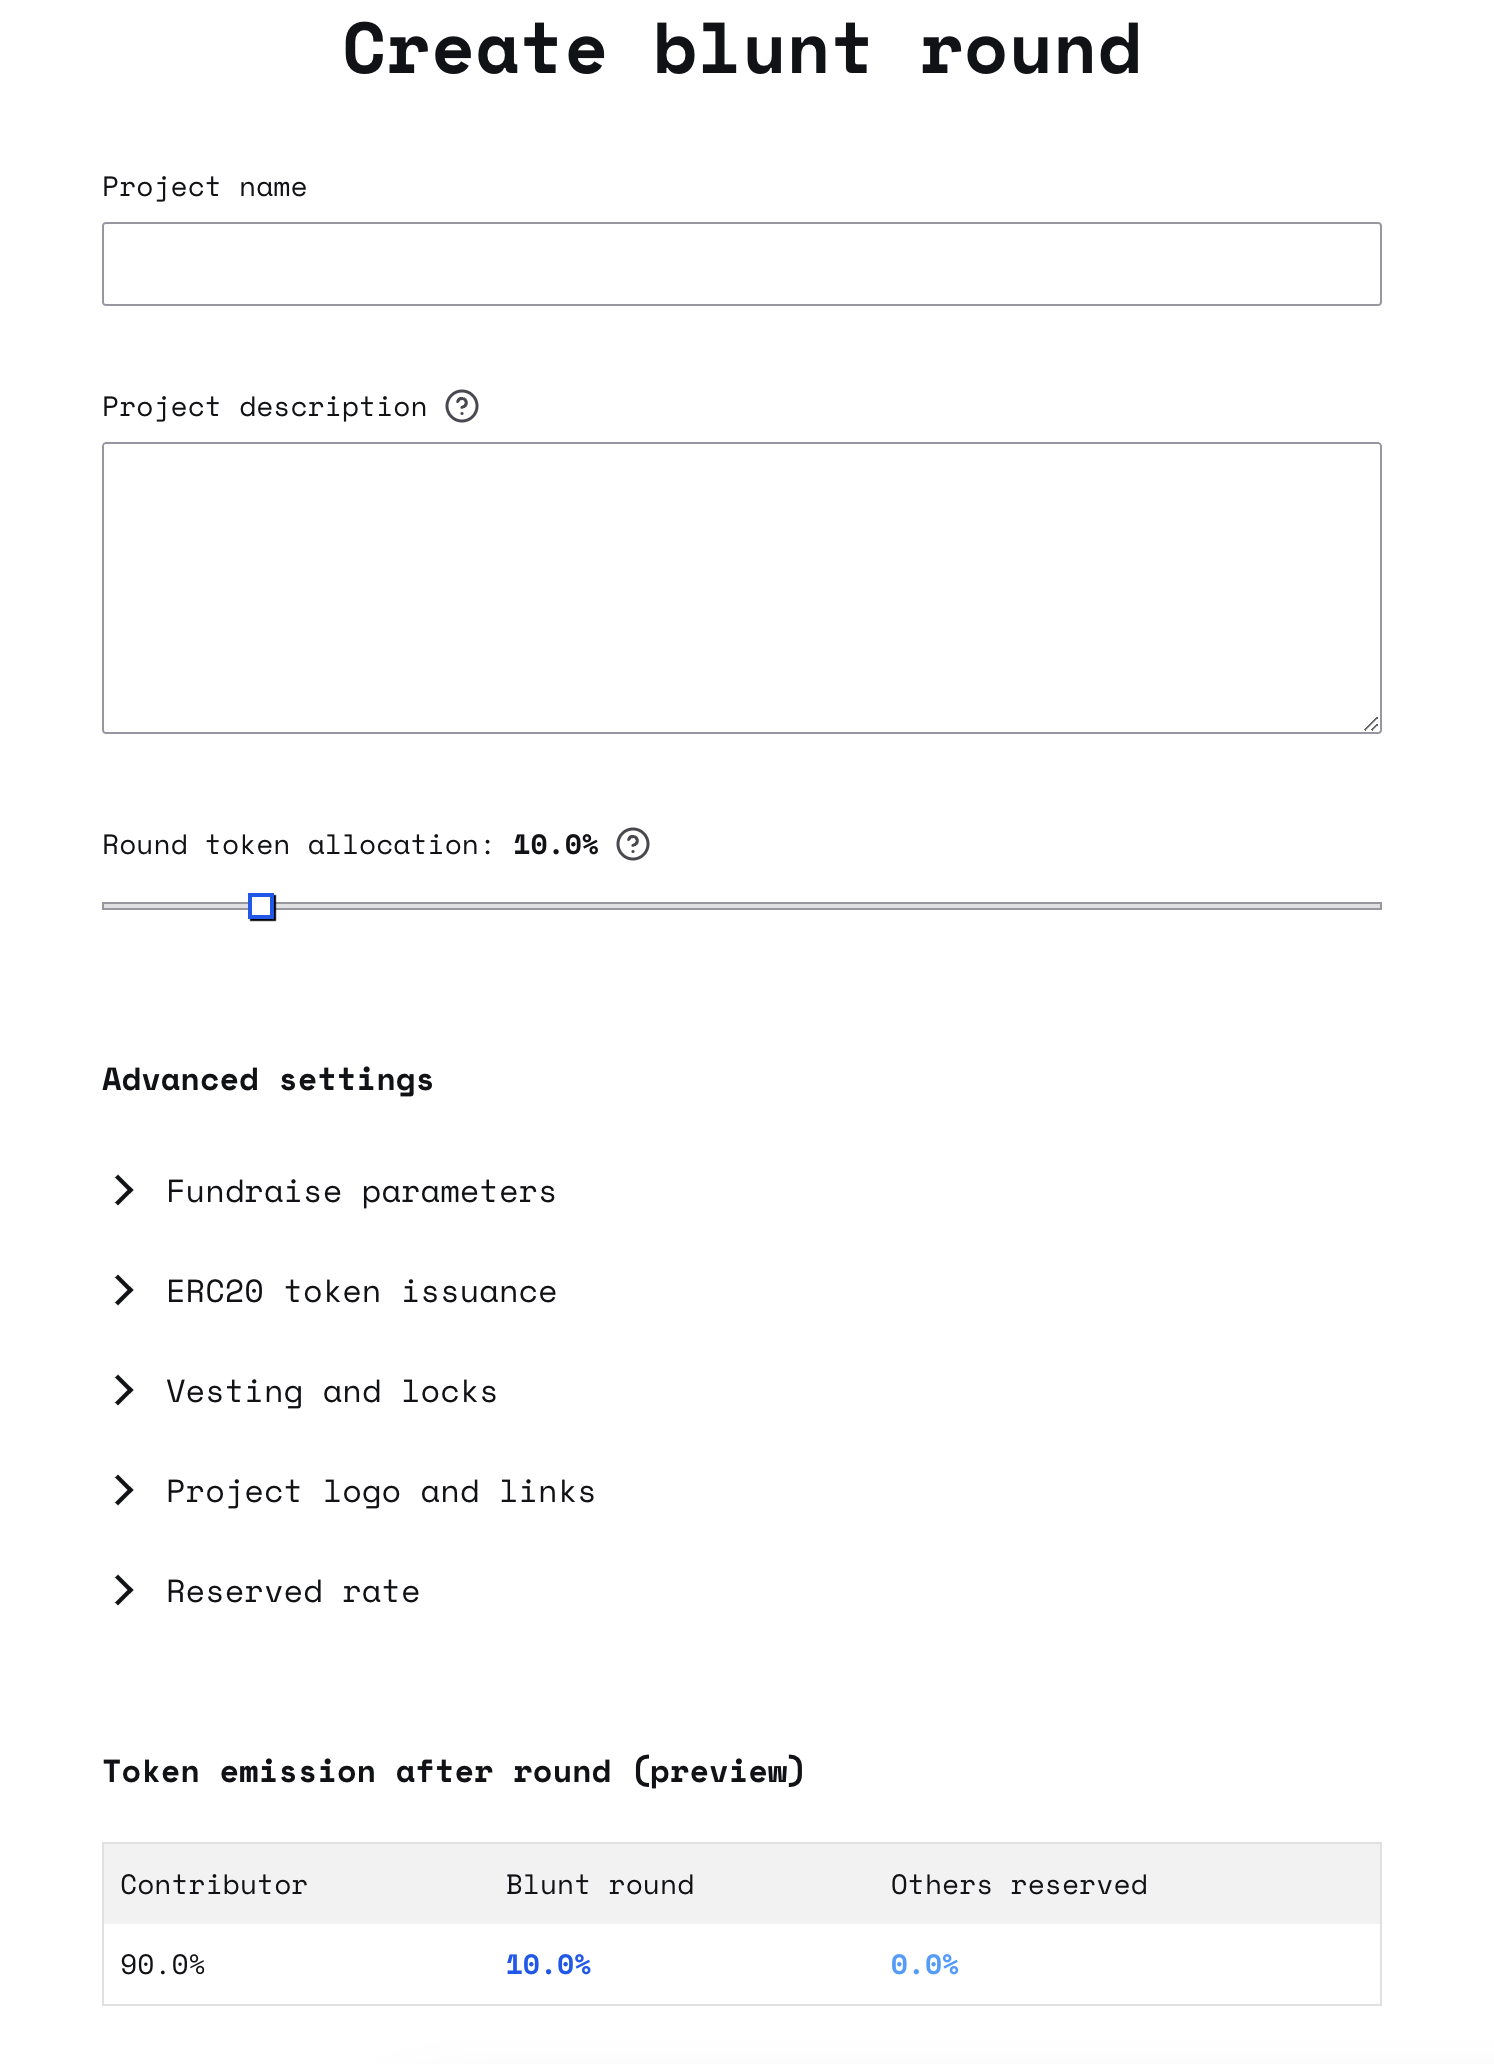 Create blunt round
Project name
Project description ?
Round token allocation: 10.0% ?
Advanced settings
Fundraise parameters
ERC20 token issuance
Vesting and locks
Project logo and links
Reserved rate
Token emission after round (preview)
Contributor Blunt round Others reserved
90.0% 10.0% 0.0%